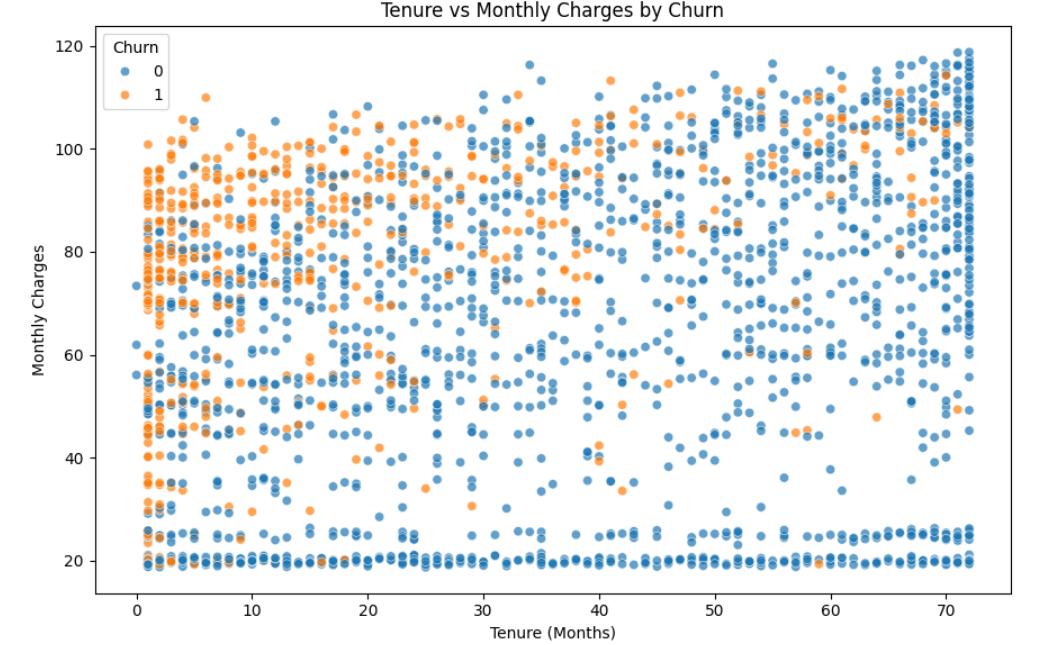 Tenure vs Monthly Charges by Churn
Churn
0
1
120
100
80
60
40
20
Monthly Charges
0 10 20 30 40 50 60 70
Tenure (Months)